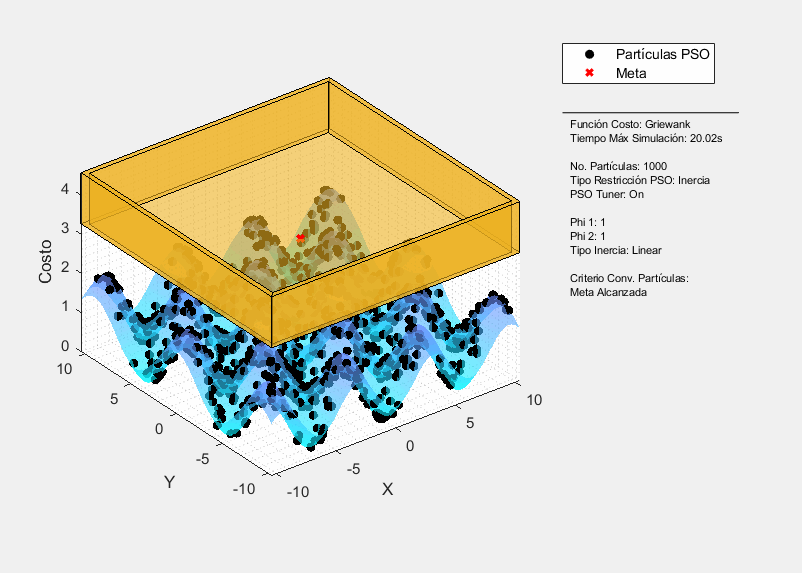 Partículas PSO
Meta
Función Costo: Griewank
Tiempo Máx Simulación: 20.02s
No. Partículas: 1000
Tipo Restricción PSO: Inercia
PSO Tuner: On
Phi 1: 1
Phi 2: 1
Tipo Inercia: Linear
Criterio Conv. Partículas:
Meta Alcanzada
Costo
4
3
2
1
0
10
5
0
-5
-10
Y
-10
-5
0
5
10
X